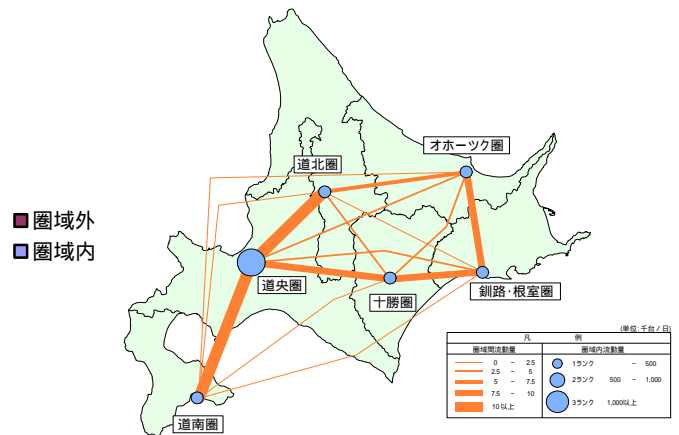 オホーツク圏
道北圏
■圏域外
■圏域内
道央圏
十勝圏
釧路・根室圏
道南圏
(単位:千台/日)
凡 例
圏域間流動量 圏域内流動量
0 - 2.5
2.5 - 5
5 - 7.5
7.5 - 10
10以上
1ランク - 500
2ランク 500 - 1,000
3ランク 1,000以上